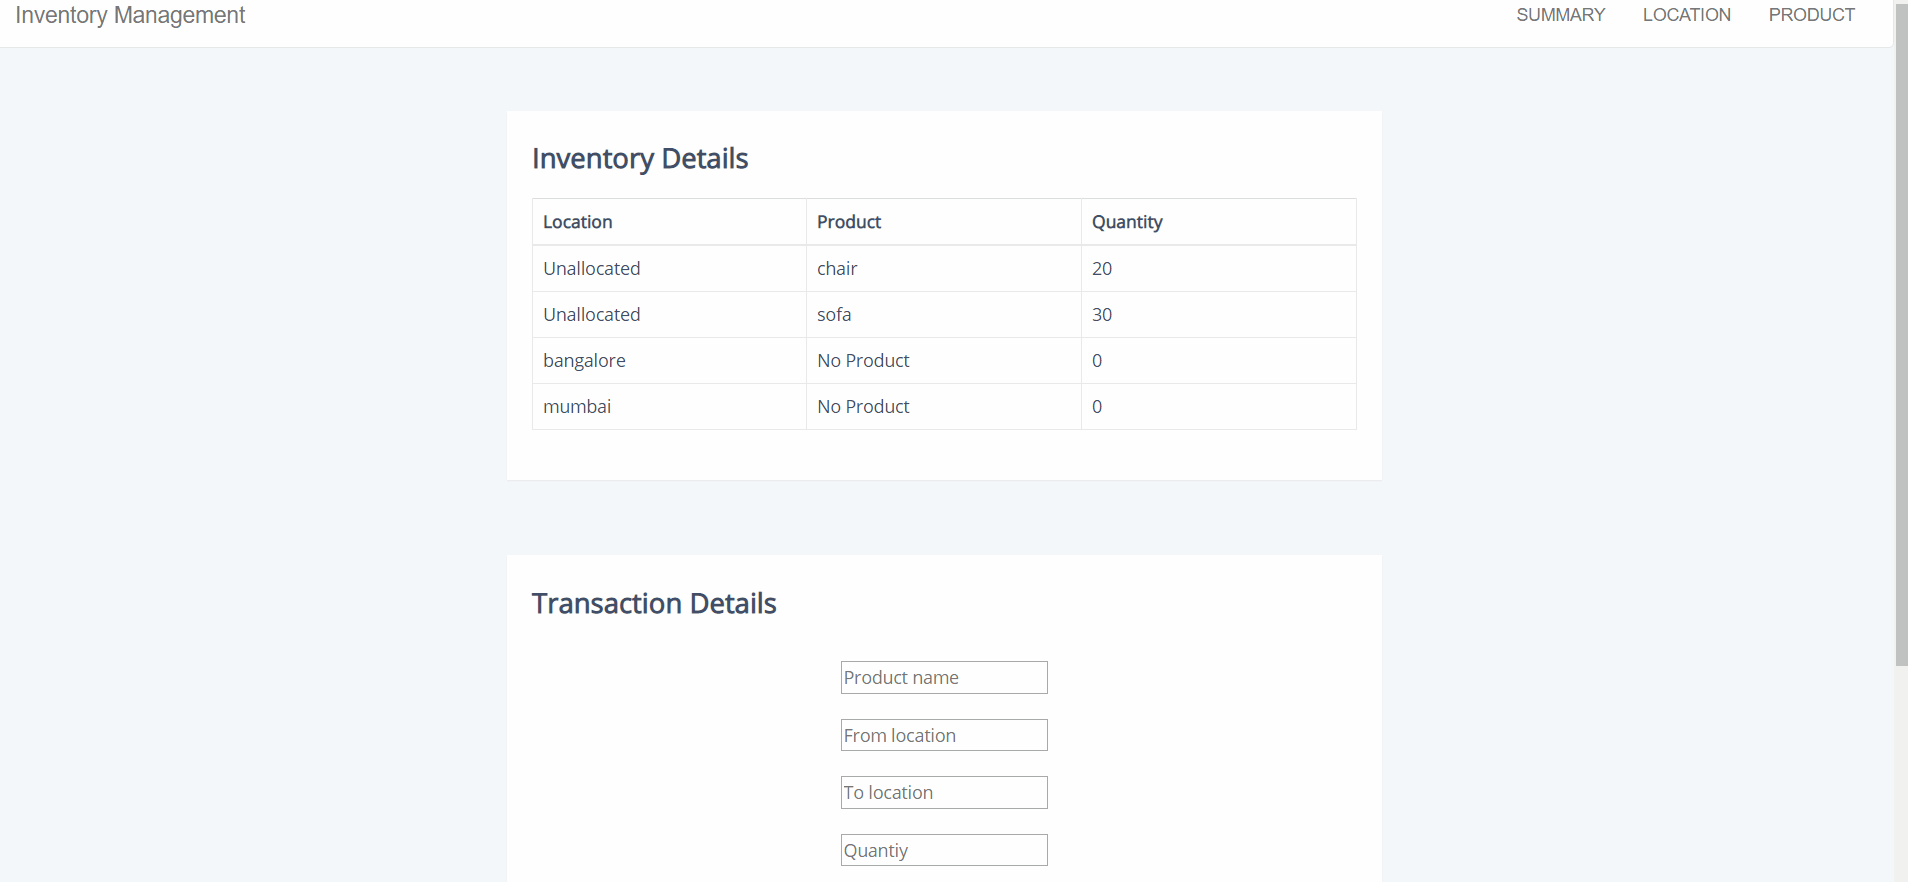 Inventory Management SUMMARY LOCATION PRODUCT
Inventory Details
Location Product Quantity
Unallocated chair 20
Unallocated sofa 30
bangalore No Product 0
mumbai No Product 0
Transaction Details
Product name
From location
To location
Quantiy